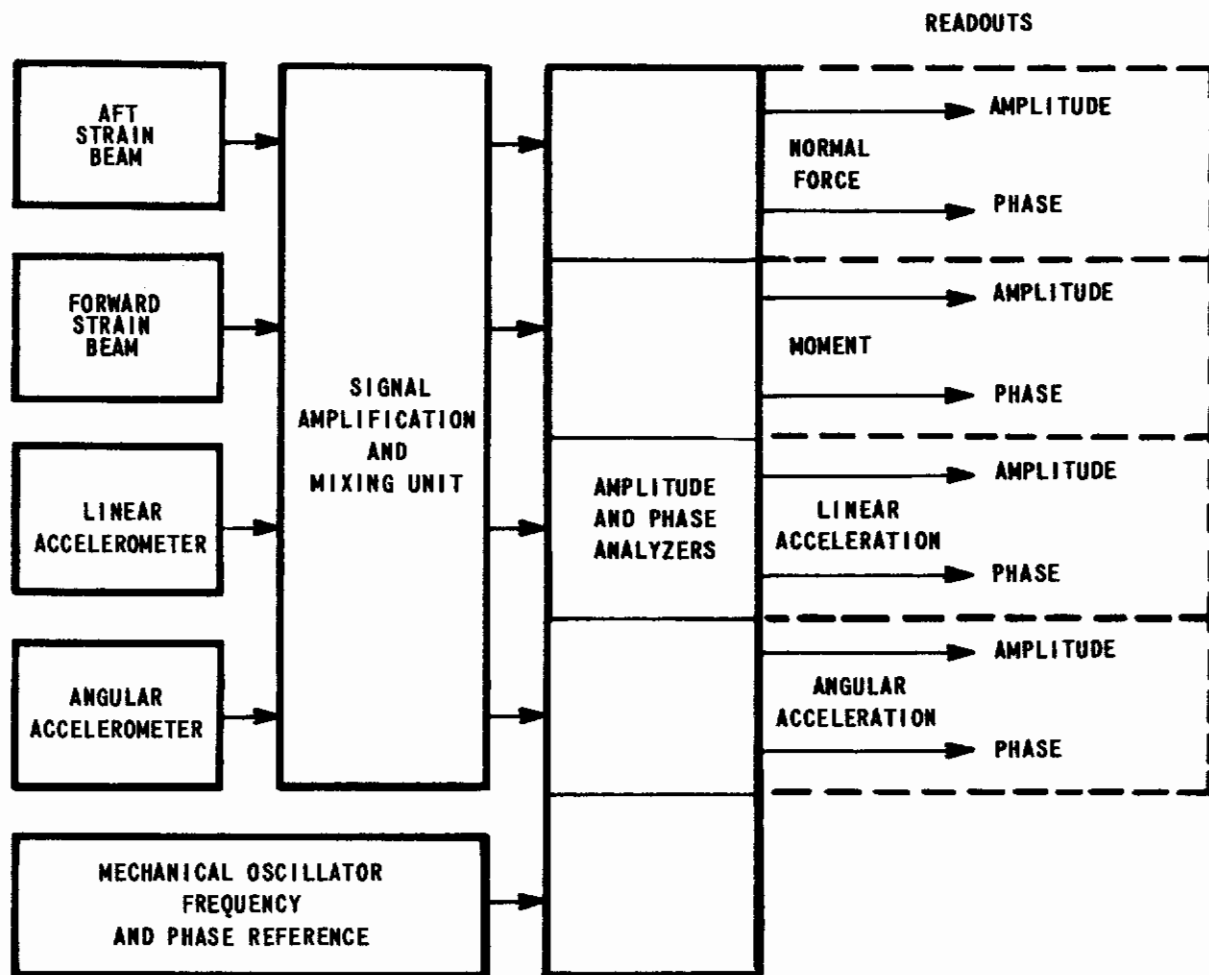 READOUTS
AFT
STRAIN
BEAM
FORWARD
STRAIN
BEAM
LINEAR
ACCELEROMETER
ANGULAR
ACCELEROMETER
MECHANICAL OSCILLATOR
FREQUENCY
AND PHASE REFERENCE
SIGNAL
AMPLIFICATION
AND
MIXING UNIT
AMPLITUDE
AND PHASE
ANALYZERS
AMPLITUDE
NORMAL
FORCE
PHASE
AMPLITUDE
MOMENT
PHASE
AMPLITUDE
LINEAR
ACCELERATION
PHASE
AMPLITUDE
ANGULAR
ACCELERATION
PHASE